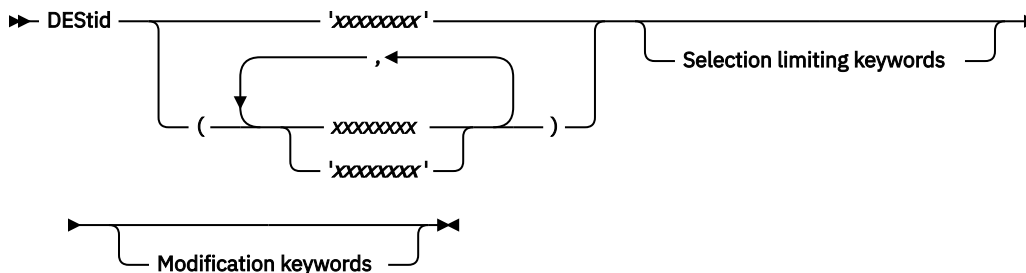 DEStid 'xxxxxxxx'
,
Selection limiting keywords
( xxxxxxxx )
'xxxxxxxx'
Modification keywords